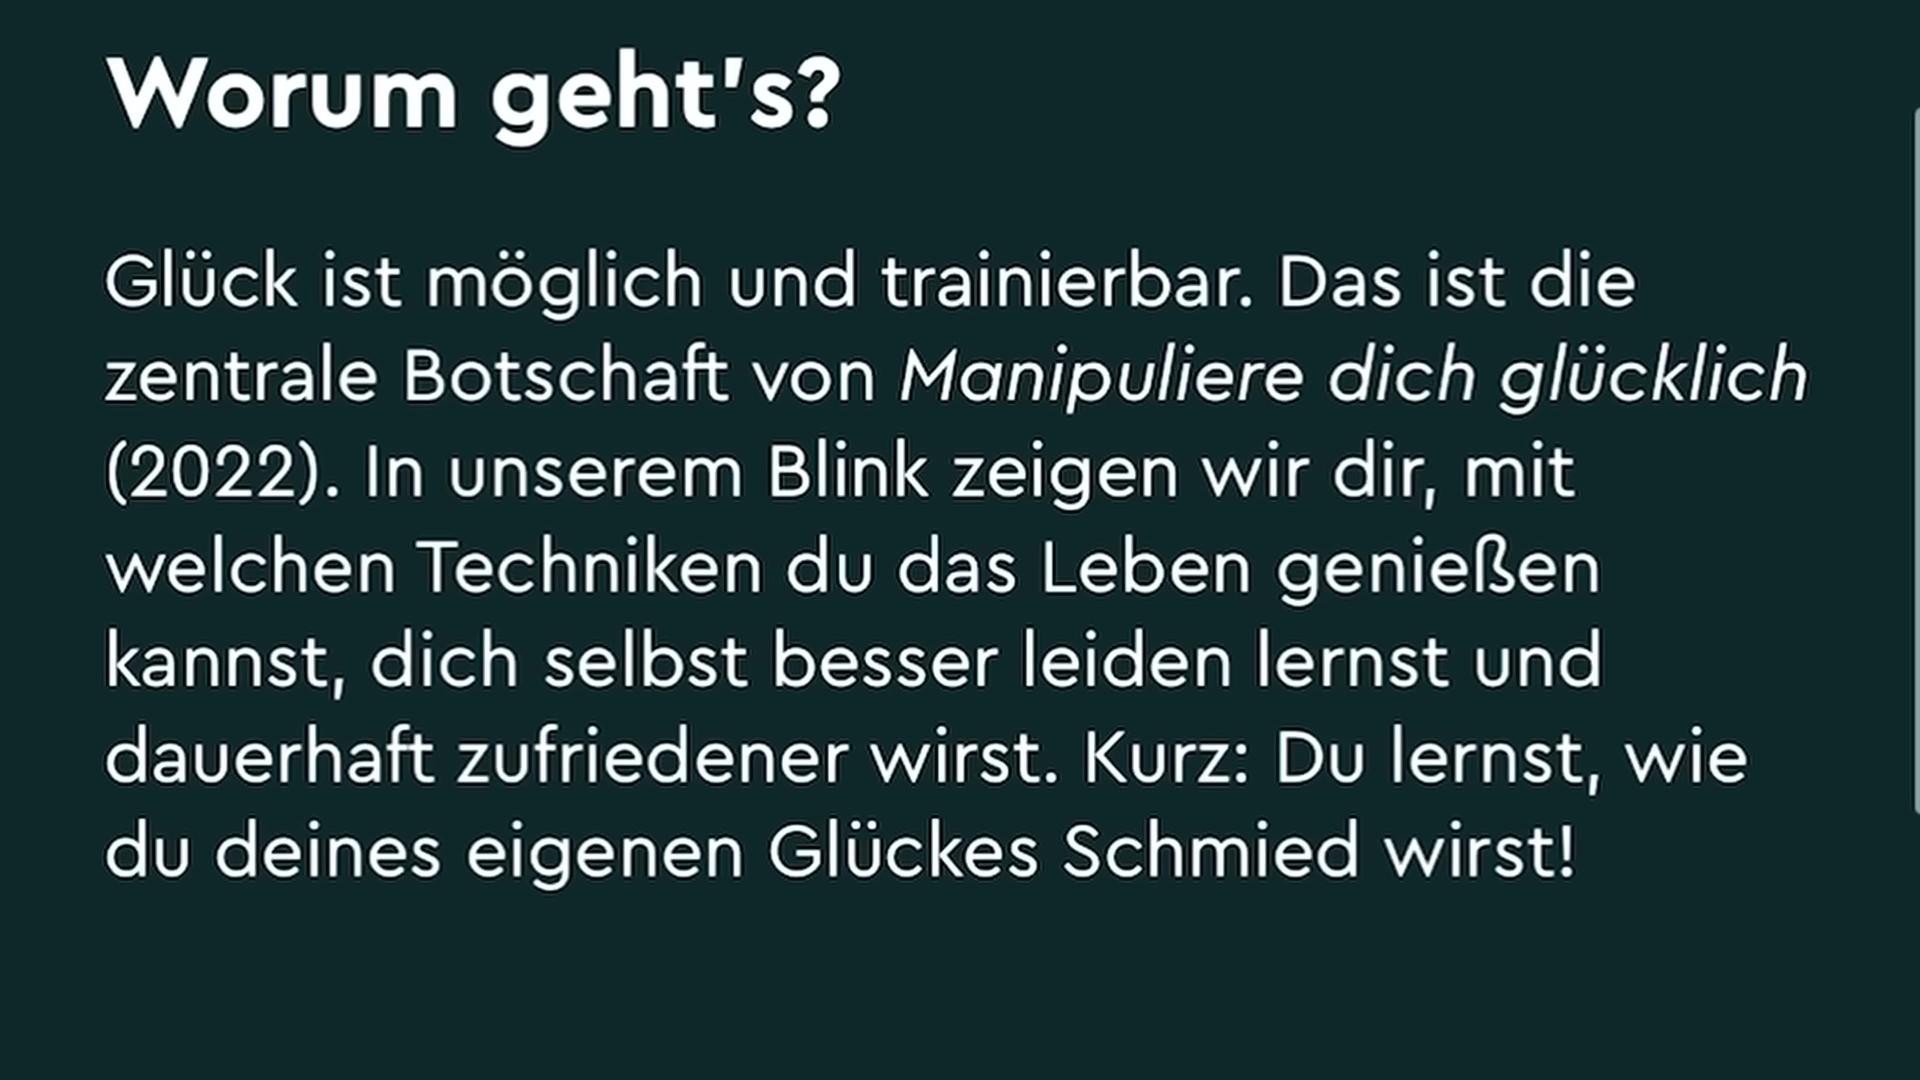 Worum geht's?
Glück ist möglich und trainierbar. Das ist die
zentrale Botschaft von Manipuliere dich glücklich
(2022). In unserem Blink zeigen wir dir, mit
welchen Techniken du das Leben genießen
kannst, dich selbst besser leiden lernst und
dauerhaft zufriedener wirst. Kurz: Du lernst, wie
du deines eigenen Glückes Schmied wirst!